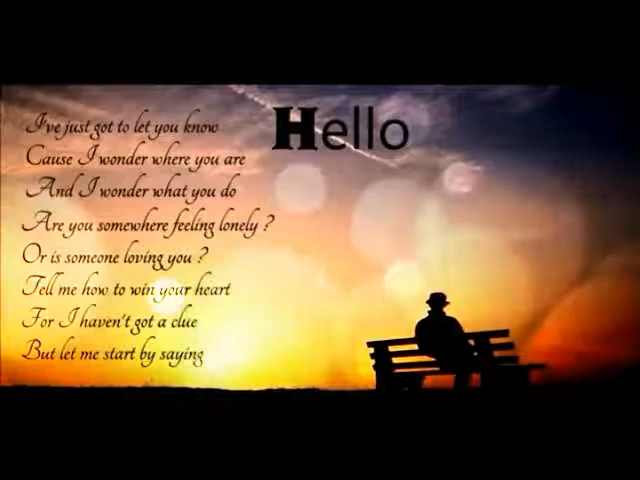 Hello
I've just got to let you know
Cause I wonder where you are
And I wonder what you do
Are you somewhere feeling lonely ?
Or is someone loving you ?
Tell me how to win your heart
For I haven't got a clue
But let me start by saying